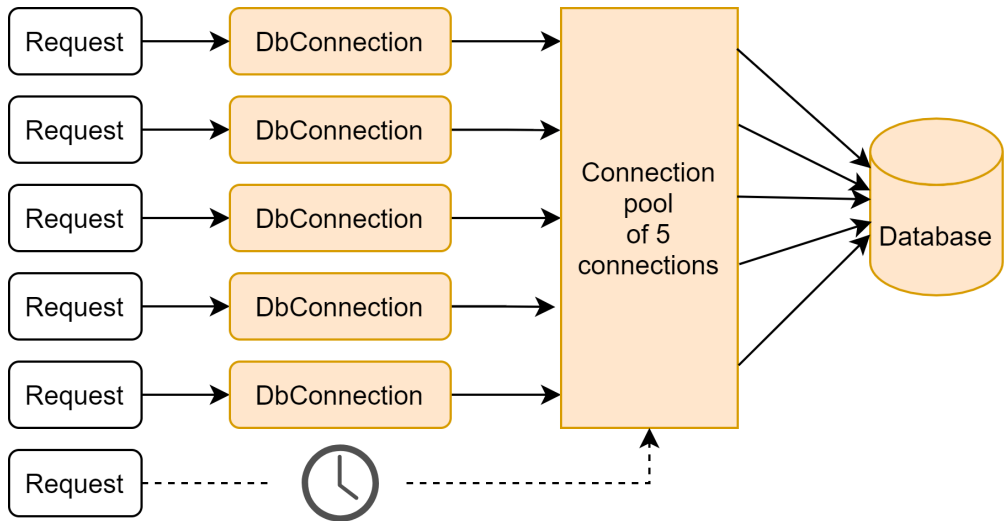 Request
DbConnection
Request
DbConnection
Request
DbConnection
Request
DbConnection
Request
DbConnection
Request
Connection
pool
of 5
connections
Database